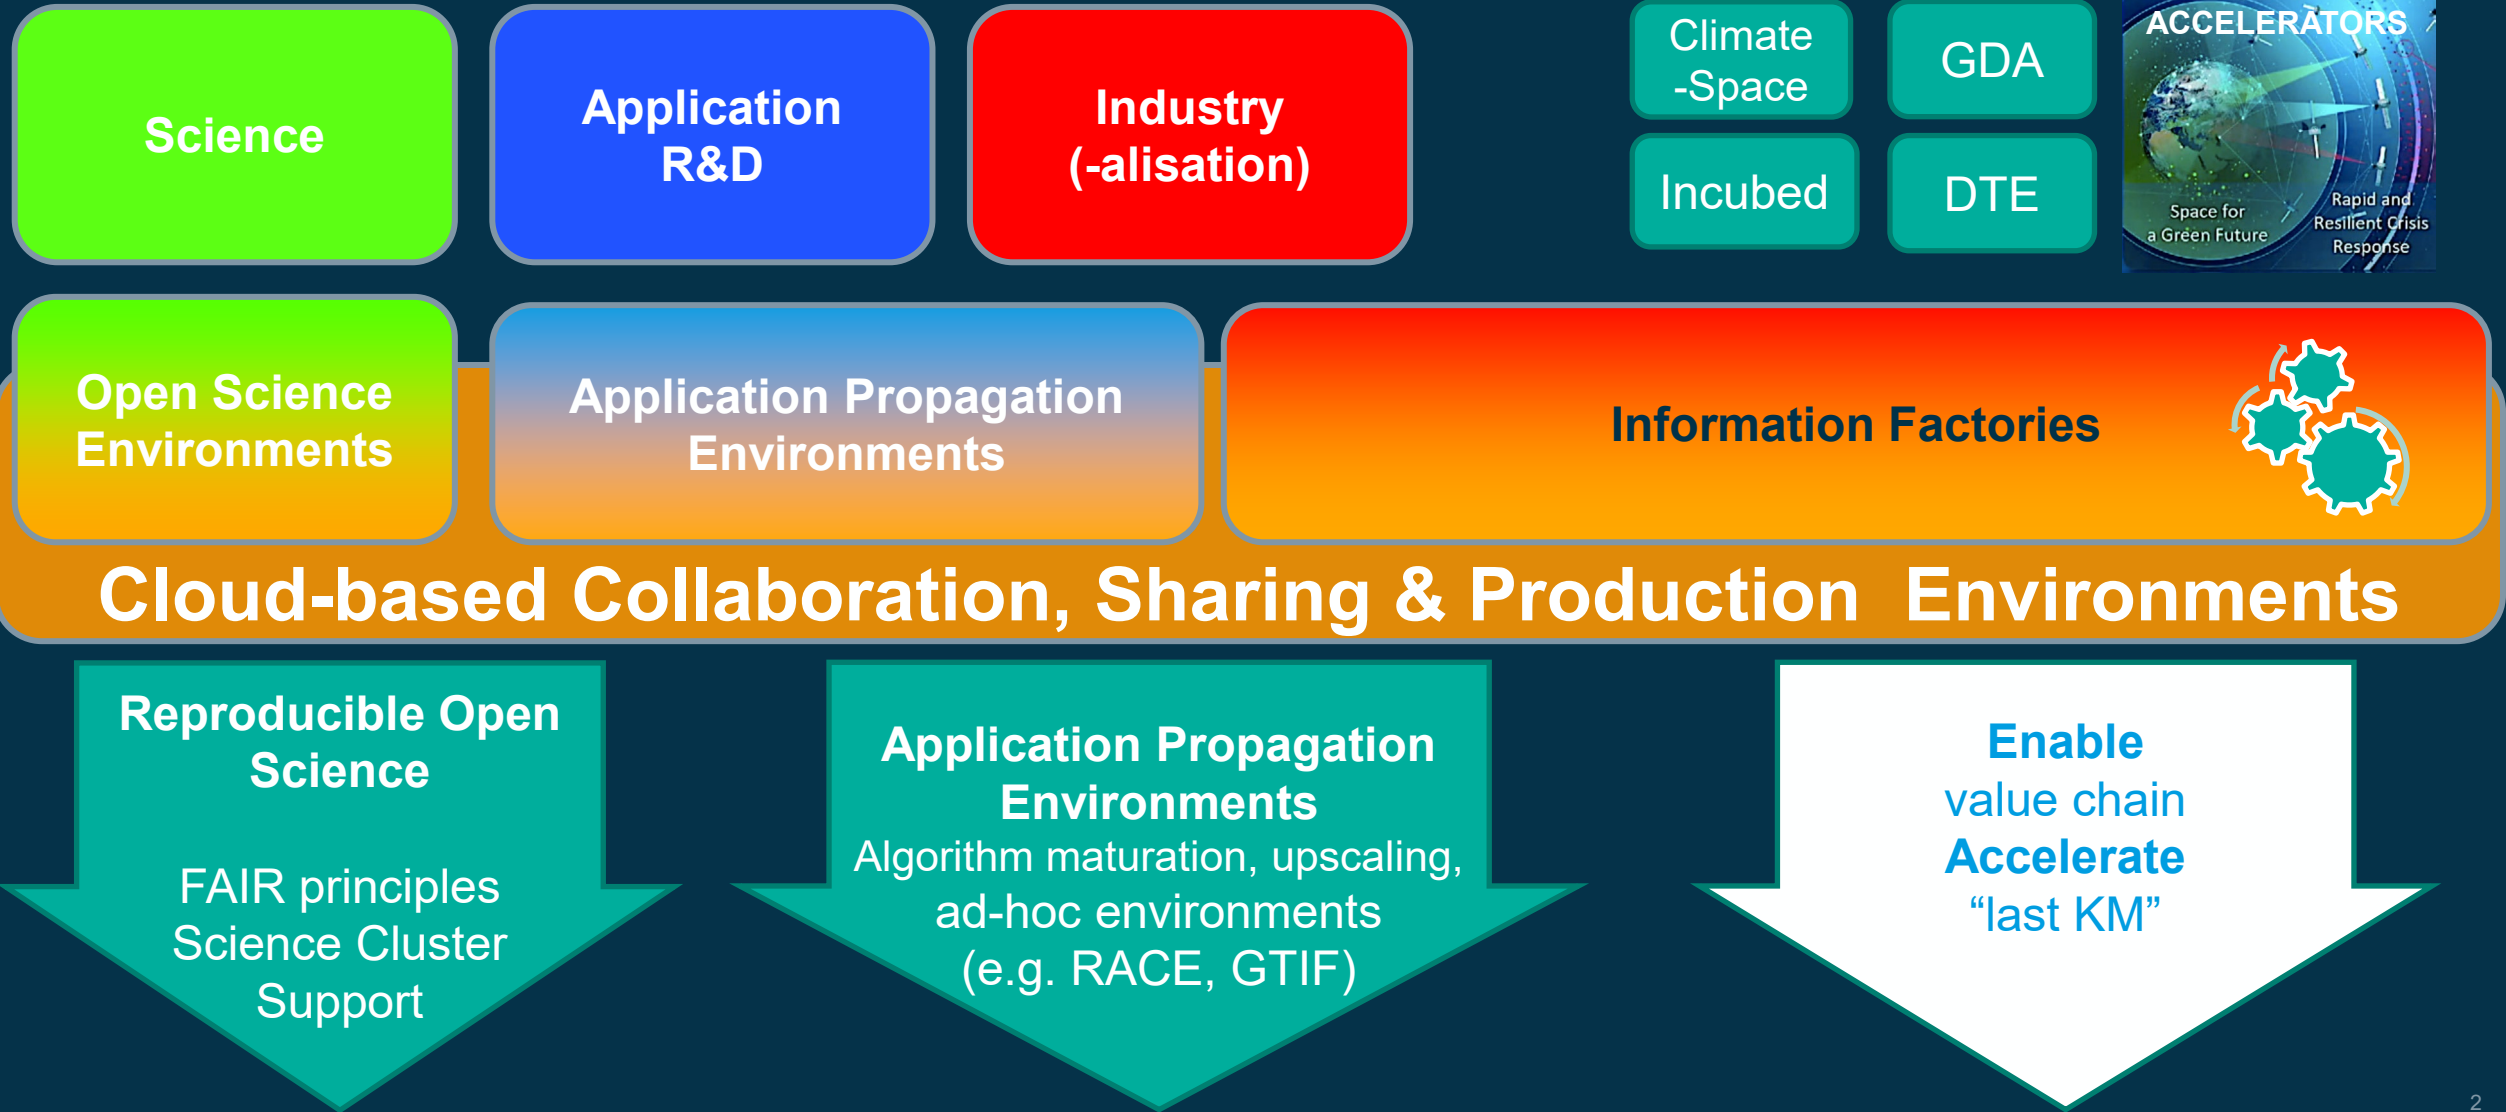 Science
Application
R&D
Industry
(-alisation)
Climate
-Space
GDA
Incubed
DTE
ACCELERATORS
Space for
a Green Future
Rapid and
Resilient Crisis
Response
Open Science
Environments
Application Propagation
Environments
Information Factories
Cloud-based Collaboration, Sharing & Production Environments
Reproducible Open
Science
FAIR principles
Science Cluster
Support
Application Propagation
Environments
Algorithm maturation, upscaling,
ad-hoc environments
(e.g. RACE, GTIF)
Enable
value chain
Accelerate
“last KM”
2